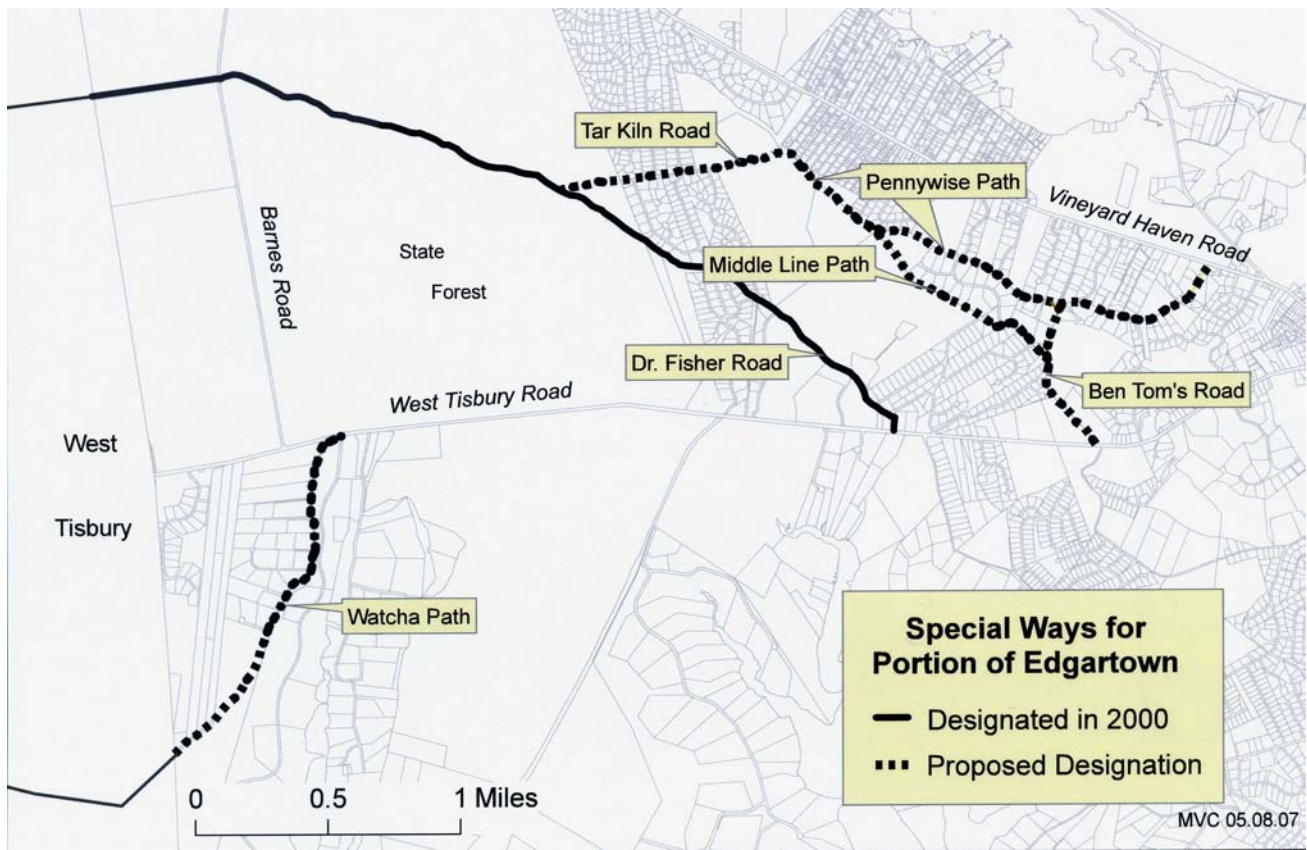 Tar Kiln Road
Pennywise Path
Vineyard Haven Road
Barnes Road
State
Forest
Middle Line Path
Dr. Fisher Road
Ben Tom's Road
West Tisbury Road
West
Tisbury
Watcha Path
Special Ways for
Portion of Edgartown
Designated in 2000
Proposed Designation
0 0.5 1 Miles
MVC 05.08.07